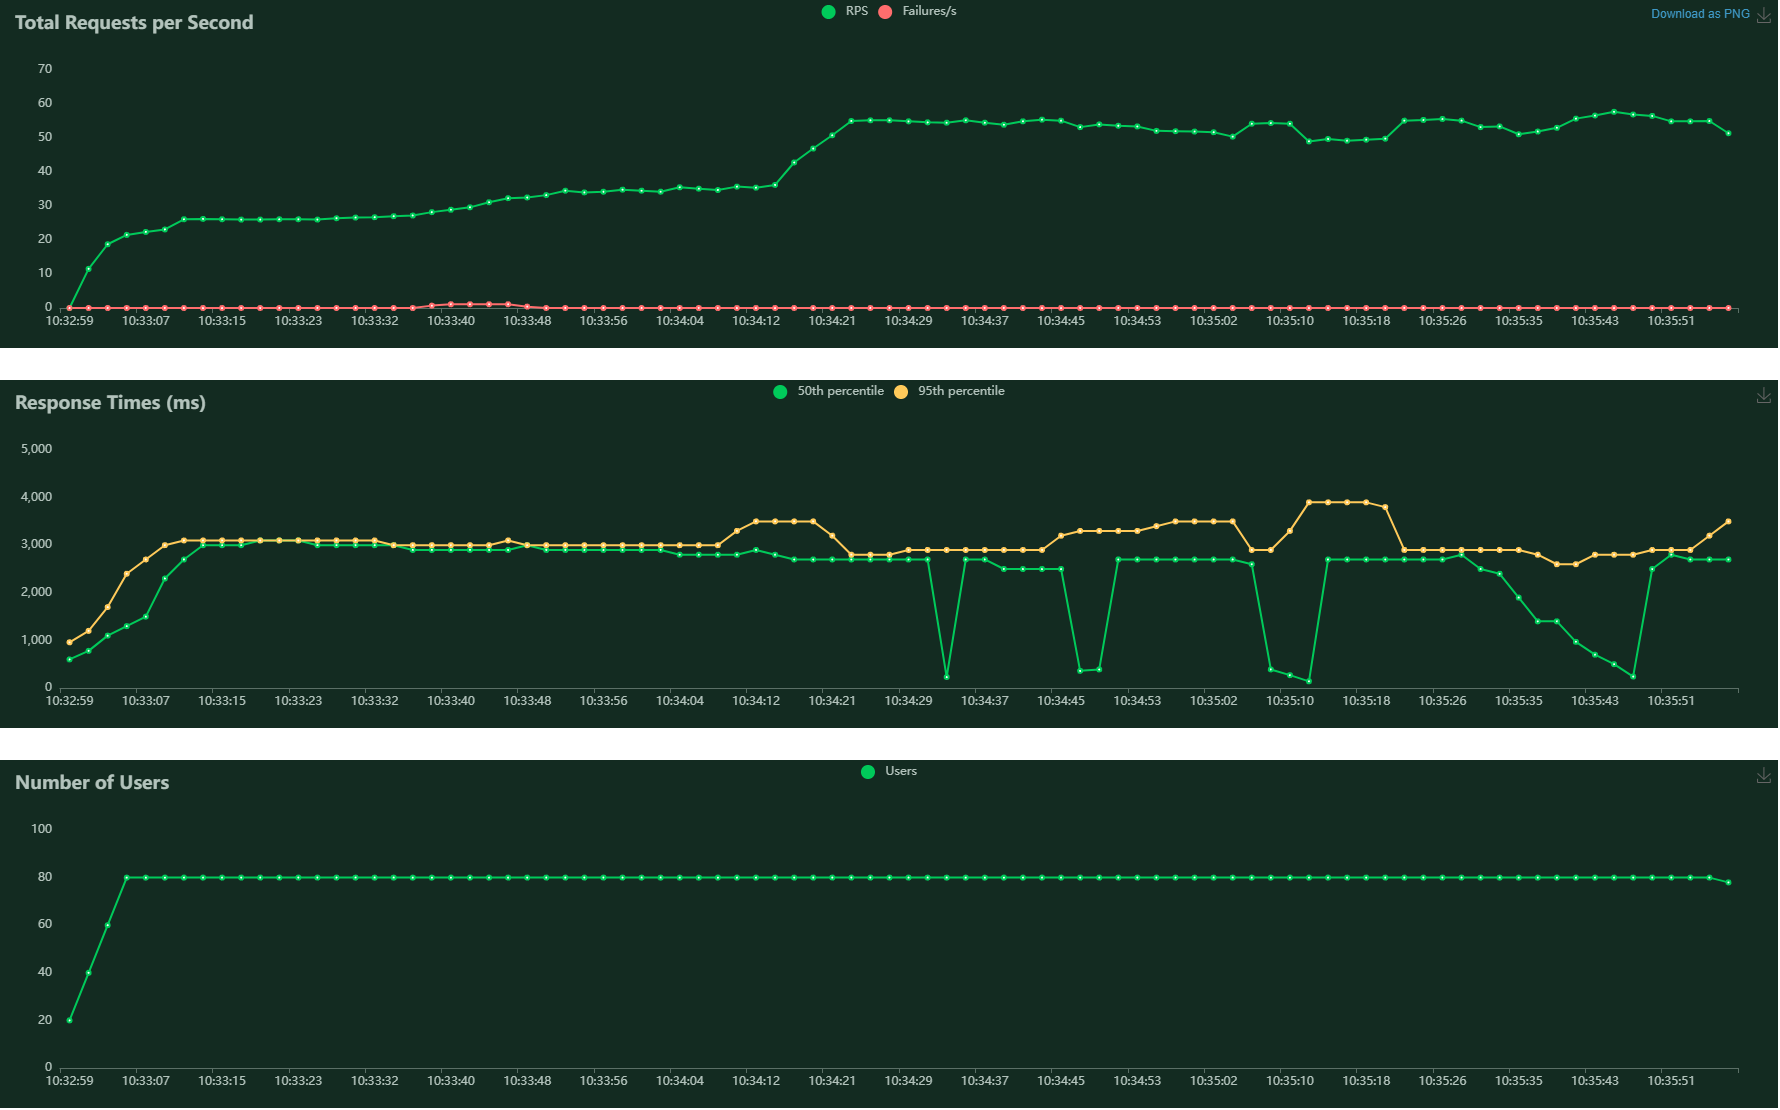 Total Requests per Second
RPS Failures/s
Download as PNG
70
60
50
40
30
20
10
0
10:32:59 10:33:07 10:33:15 10:33:23 10:33:32 10:33:40 10:33:48 10:33:56 10:34:04 10:34:12 10:34:21 10:34:29 10:34:37 10:34:45 10:34:53 10:35:02 10:35:10 10:35:18 10:35:26 10:35:35 10:35:43 10:35:51
Response Times (ms)
50th percentile 95th percentile
5,000
4,000
3,000
2,000
1,000
0
10:32:59 10:33:07 10:33:15 10:33:23 10:33:32 10:33:40 10:33:48 10:33:56 10:34:04 10:34:12 10:34:21 10:34:29 10:34:37 10:34:45 10:34:53 10:35:02 10:35:10 10:35:18 10:35:26 10:35:35 10:35:43 10:35:51
Number of Users
Users
100
80
60
40
20
0
10:32:59 10:33:07 10:33:15 10:33:23 10:33:32 10:33:40 10:33:48 10:33:56 10:34:04 10:34:12 10:34:21 10:34:29 10:34:37 10:34:45 10:34:53 10:35:02 10:35:10 10:35:18 10:35:26 10:35:35 10:35:43 10:35:51